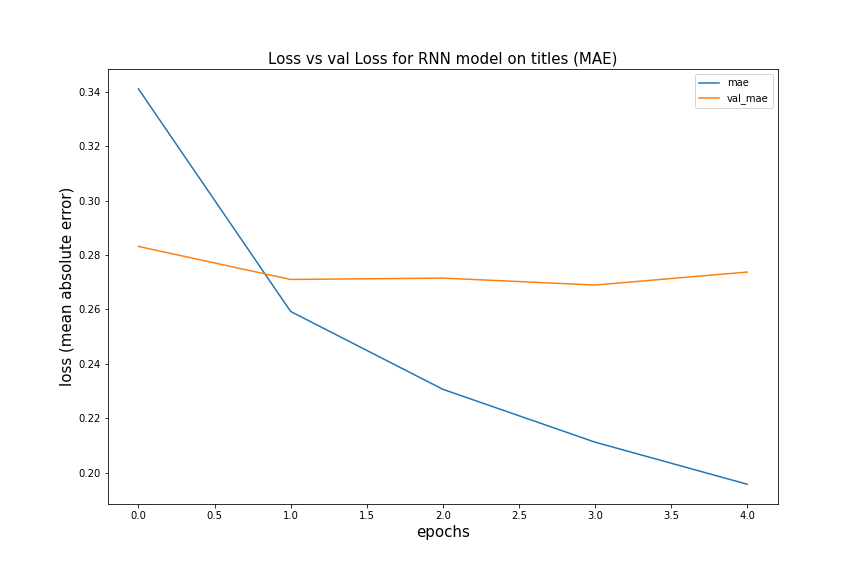 Loss vs val Loss for RNN model on titles (MAE)
mae
val_mae
loss (mean absolute error)
0.34
0.32
0.30
0.28
0.26
0.24
0.22
0.20
0.0 0.5 1.0 1.5 2.0 2.5 3.0 3.5 4.0
epochs